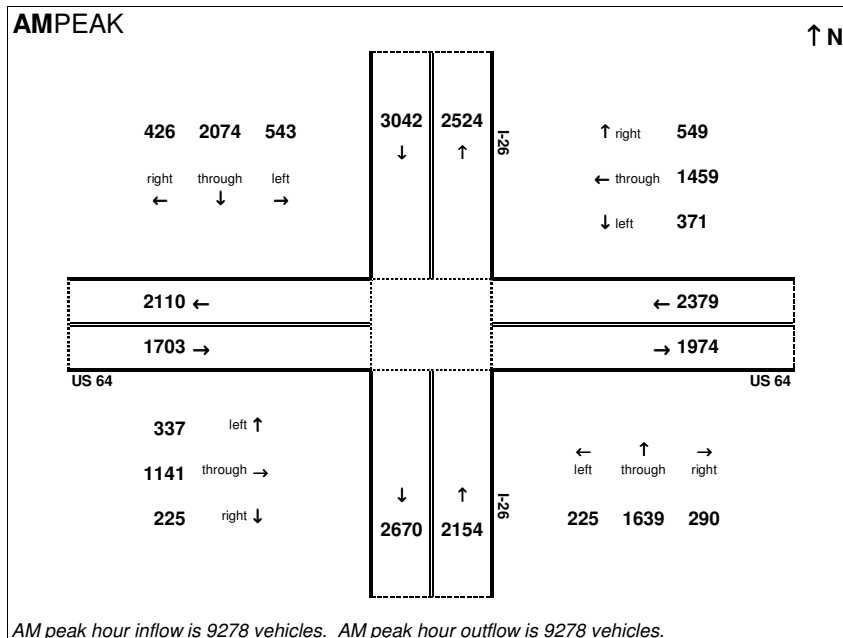 AMPEAK
↑ N
426 2074 543
right through left
← ↓ →
3042 2524
↓ ↑
I-26
↑ right 549
← through 1459
↓ left 371
2110 ←
1703 →
← 2379
→ 1974
US 64
US 64
337 left ↑
1141 through →
225 right ↓
↓ ↑
2670 2154
I-26
← ↑ →
left through right
225 1639 290
AM peak hour inflow is 9278 vehicles. AM peak hour outflow is 9278 vehicles.